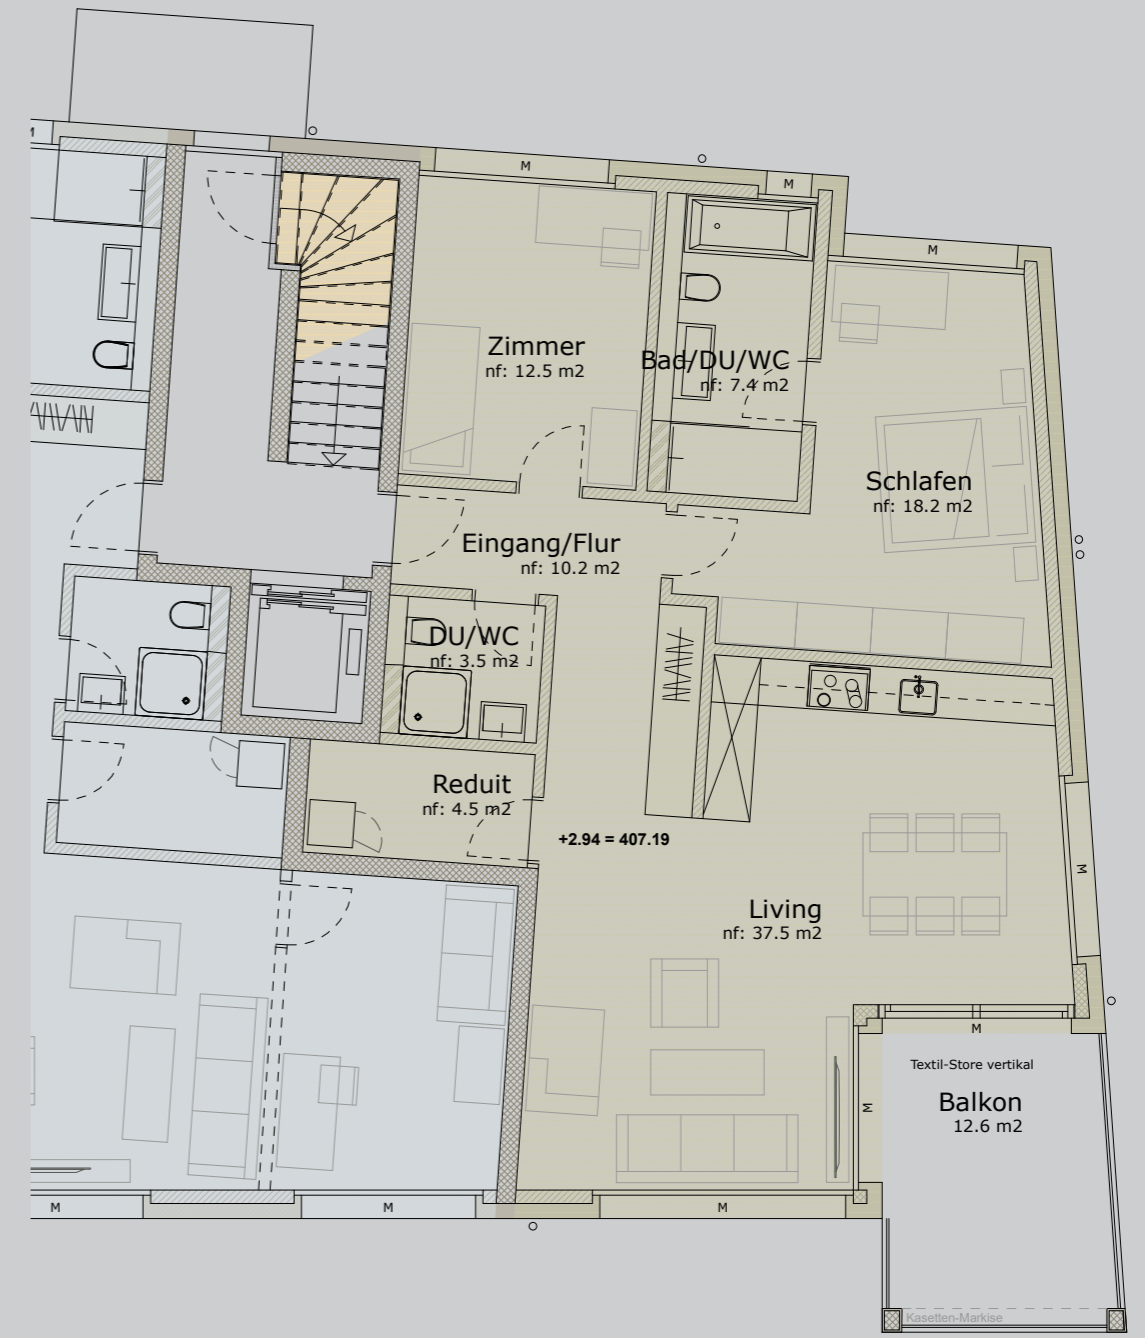 M
M
M
M
Zimmer
nf: 12.5 m2
Bad/DU/WC
nf: 7.4 m2
Schlafen
nf: 18.2 m2
Eingang/Flur
nf: 10.2 m2
DU/WC
nf: 3.5 m2
Reduit
nf: 4.5 m2
+2.94 = 407.19
M
Living
nf: 37.5 m2
M
Textil-Store vertikal
Balkon
12.6 m2
M
M
M
M
Kasetten-Markise